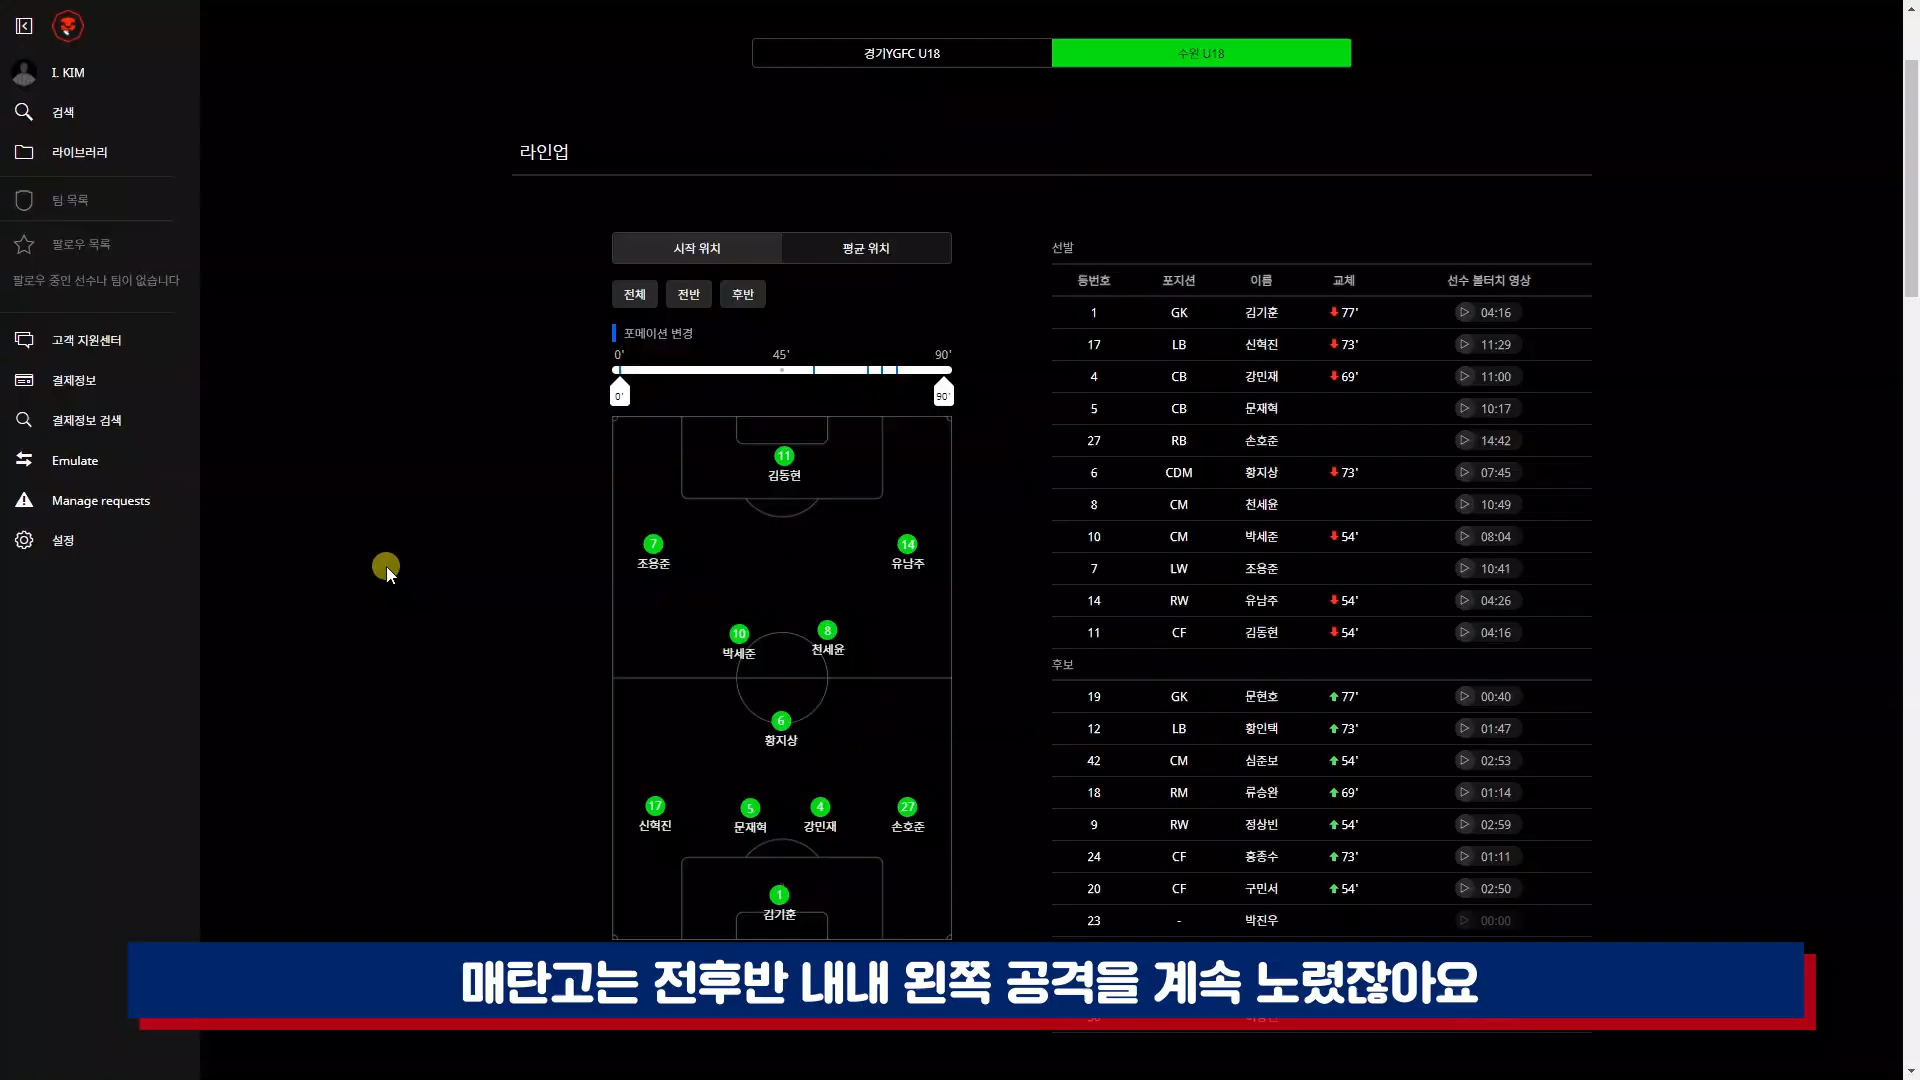 I. KIM
검색
라이브러리
팀 목록
팔로우 목록
팔로우 중인 선수나 팀이 없습니다
고객 지원센터
결제정보
결제정보 검색
Emulate
Manage requests
설정
경기YGFC U18
수원 U18
라인업
시작 위치
평균 위치
전체
전반
후반
포메이션 변경
0' 45' 90'
0' 90'
11
김동현
7
조용준
14
유남주
10
박세준
8
천세윤
6
황지상
17
신혁진
5
문재혁
4
강민재
27
손호준
1
김기훈
선발
등번호 포지션 이름 교체 선수 볼터치 영상
1 GK 김기훈 77' 04:16
17 LB 신혁진 73' 11:29
4 CB 강민재 69' 11:00
5 CB 문재혁 10:17
27 RB 손호준 14:42
6 CDM 황지상 73' 07:45
8 CM 천세윤 10:49
10 CM 박세준 54' 08:04
7 LW 조용준 10:41
14 RW 유남주 54' 04:26
11 CF 김동현 54' 04:16
후보
19 GK 문현호 77' 00:40
12 LB 황인택 73' 01:47
42 CM 심준보 54' 02:53
18 RM 류승완 69' 01:14
9 RW 정상빈 54' 02:59
24 CF 홍종수 73' 01:11
20 CF 구민서 54' 02:50
23 - 박진우 00:00
매탄고는 전후반 내내 왼쪽 공격을 계속 노렸잖아요